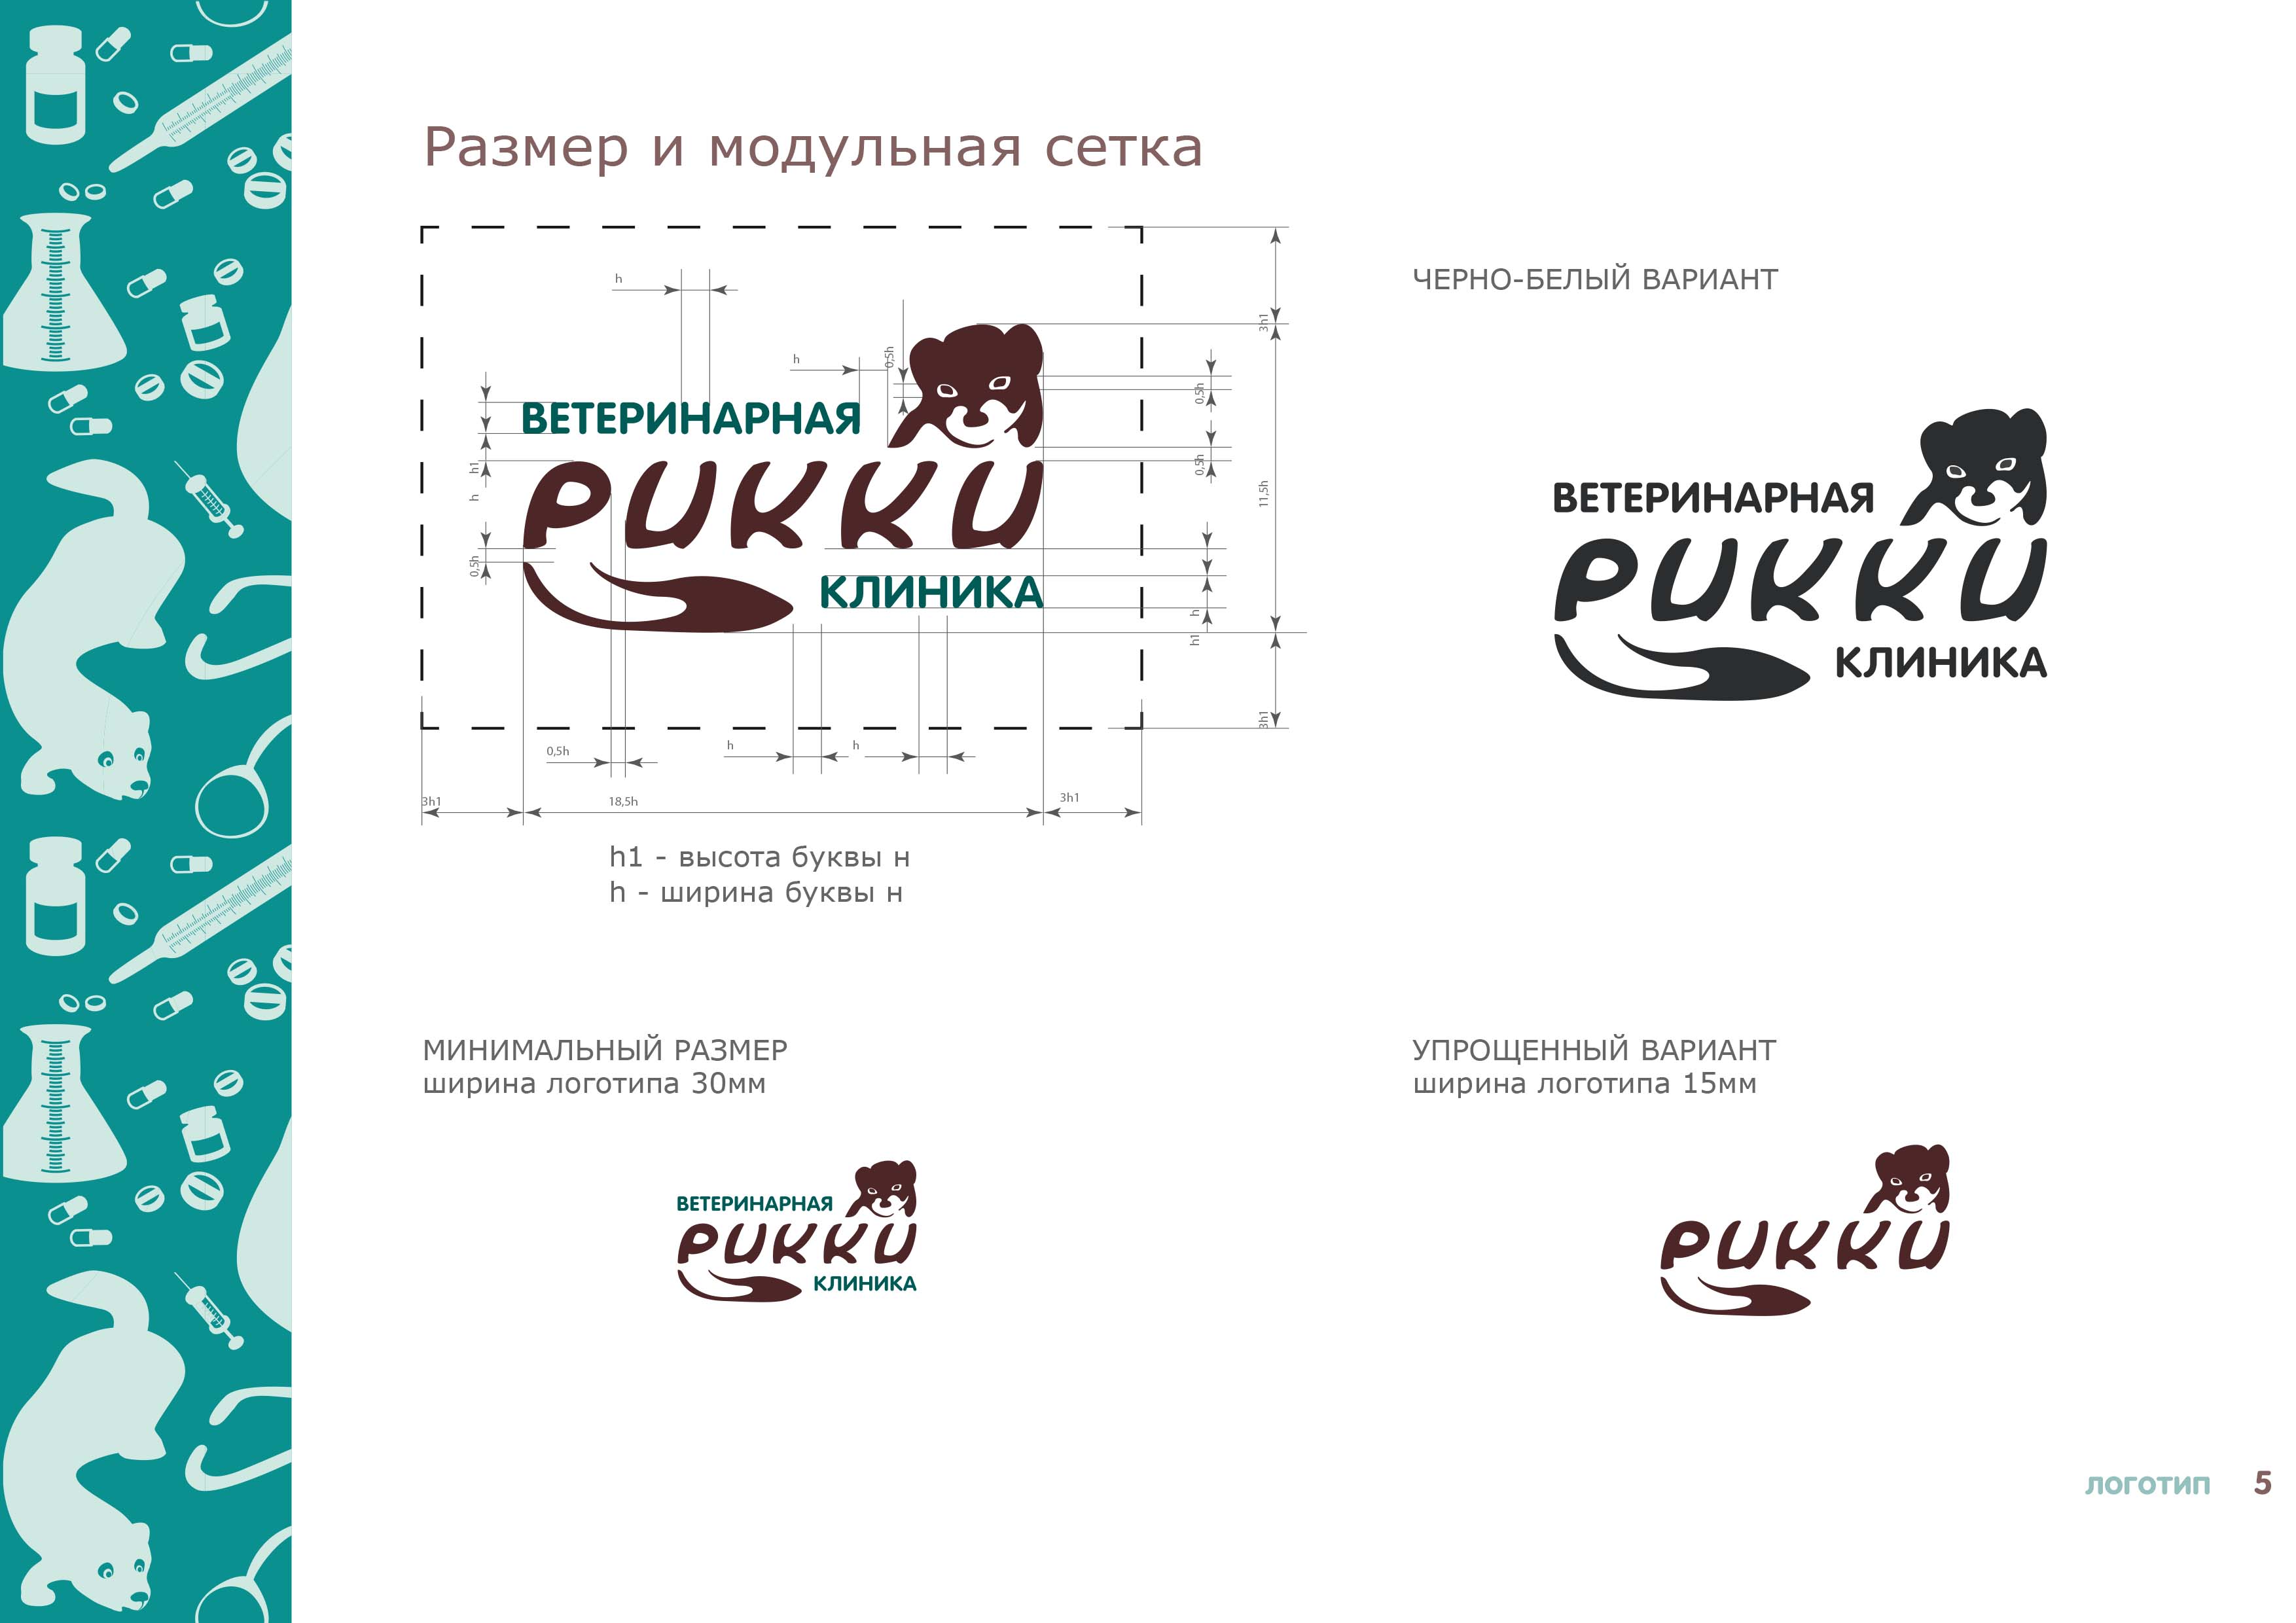 Размер и модульная сетка
h
h
0,5h
3h1
0,5h
ВЕТЕРИНАРНАЯ
РИККИ
КЛИНИКА
h1
h
0,5h
0,5h
11,5h
h
h1
3h1
0,5h
h
h
3h1
18,5h
3h1
h1 - высота буквы н
h - ширина буквы н
ЧЕРНО-БЕЛЫЙ ВАРИАНТ
ВЕТЕРИНАРНАЯ
РИККИ
КЛИНИКА
МИНИМАЛЬНЫЙ РАЗМЕР
ширина логотипа 30мм
ВЕТЕРИНАРНАЯ
РИККИ
КЛИНИКА
УПРОЩЕННЫЙ ВАРИАНТ
ширина логотипа 15мм
РИККИ
ЛОГОТИП 5